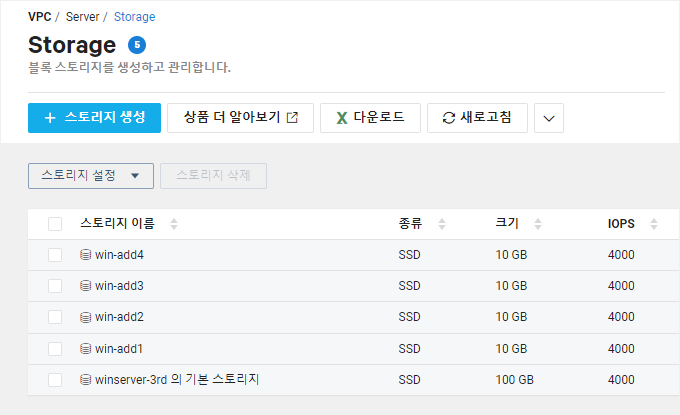 VPC / Server / Storage
Storage 5
블록 스토리지를 생성하고 관리합니다.
+ 스토리지 생성 상품 더 알아보기 다운로드 새로고침
스토리지 설정 스토리지 삭제
스토리지 이름 종류 크기 IOPS
win-add4 SSD 10 GB 4000
win-add3 SSD 10 GB 4000
win-add2 SSD 10 GB 4000
win-add1 SSD 10 GB 4000
winserver-3rd 의 기본 스토리지 SSD 100 GB 4000